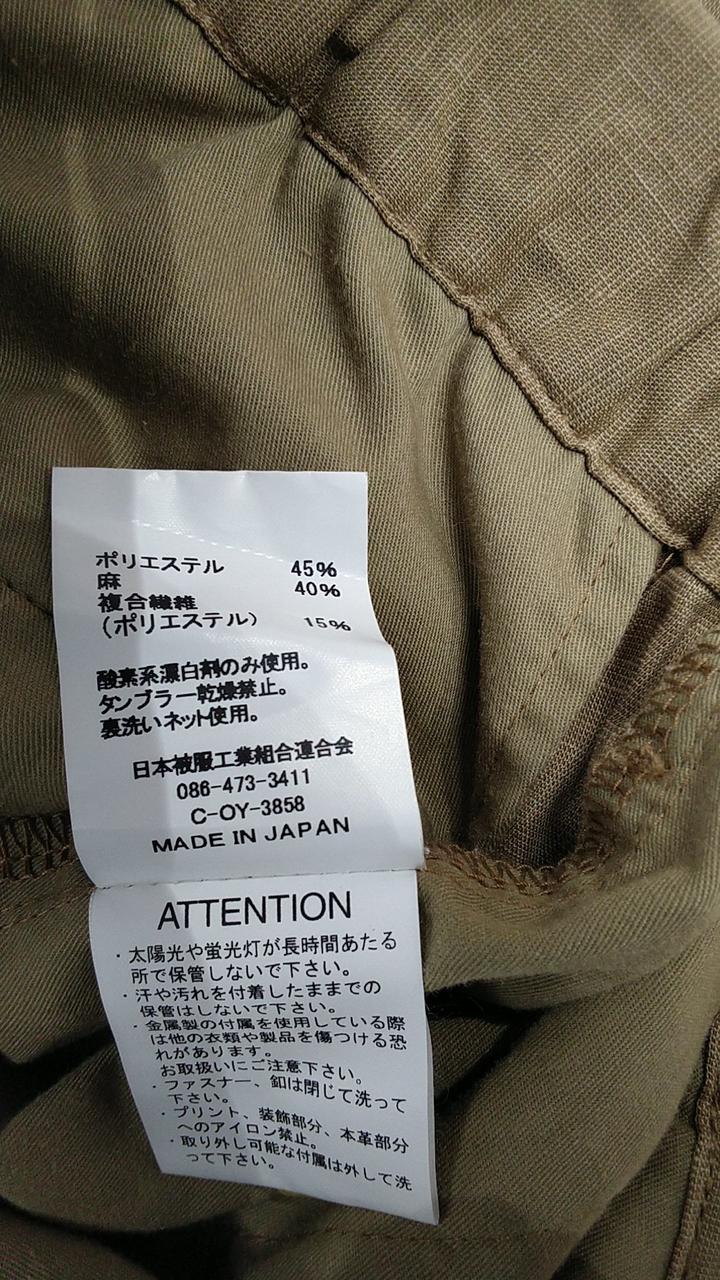 ポリエステル 45%
麻 40%
複合繊維
(ポリエステル) 15%
酸素系漂白剤のみ使用。
タンブラー乾燥禁止。
裏洗いネット使用。
日本被服工業組合連合会
086-473-3411
C-OY-3858
MADE IN JAPAN
ATTENTION
・太陽光や蛍光灯が長時間あたる
所で保管しないで下さい。
・汗や汚れを付着したままでの
保管はしないで下さい。
・金属製の付属を使用している際
は他の衣類や製品を傷つける恐
れがあります。
お取扱いにご注意下さい。
・ファスナー、釦は閉じて洗って
下さい。
・プリント、装飾部分、本革部分
へのアイロン禁止。
・取り外し可能な付属は外して洗
って下さい。